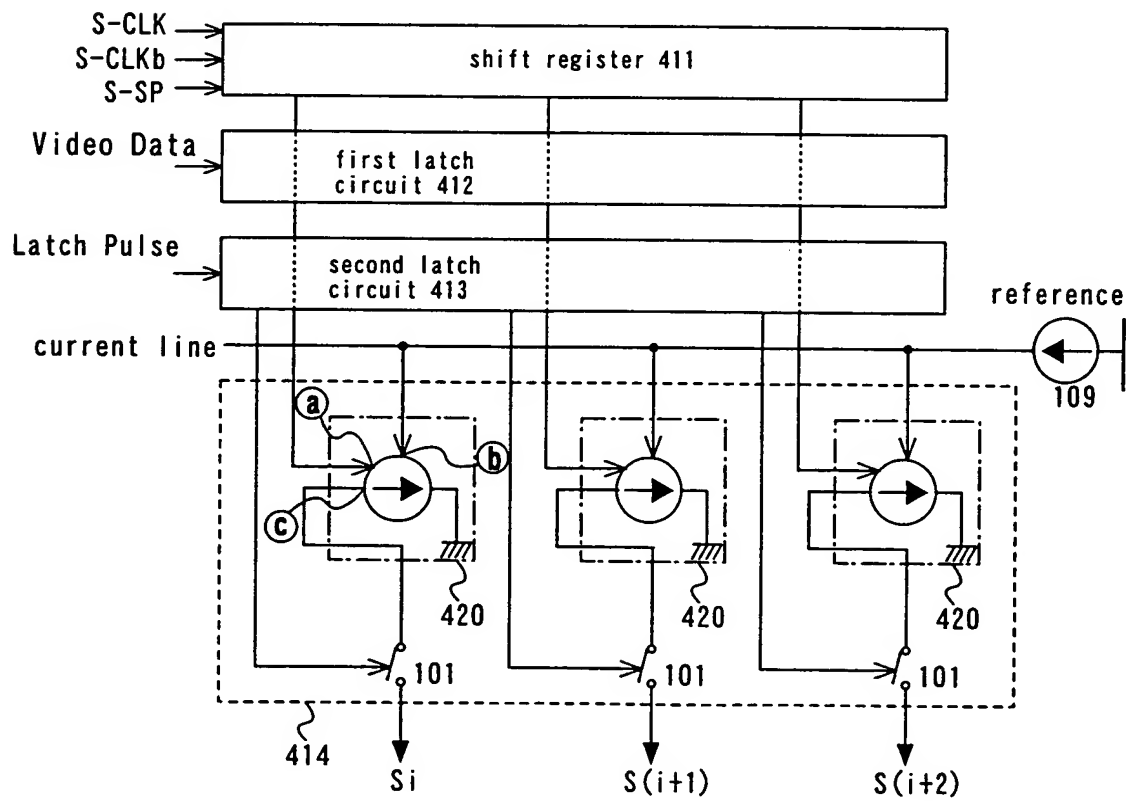 S-CLK
S-CLKb
S-SP
shift register 411
Video Data
first latch
circuit 412
Latch Pulse
second latch
circuit 413
reference
current line
109
a
b
c
420
420
420
101
101
101
414
Si
S(i+1)
S(i+2)